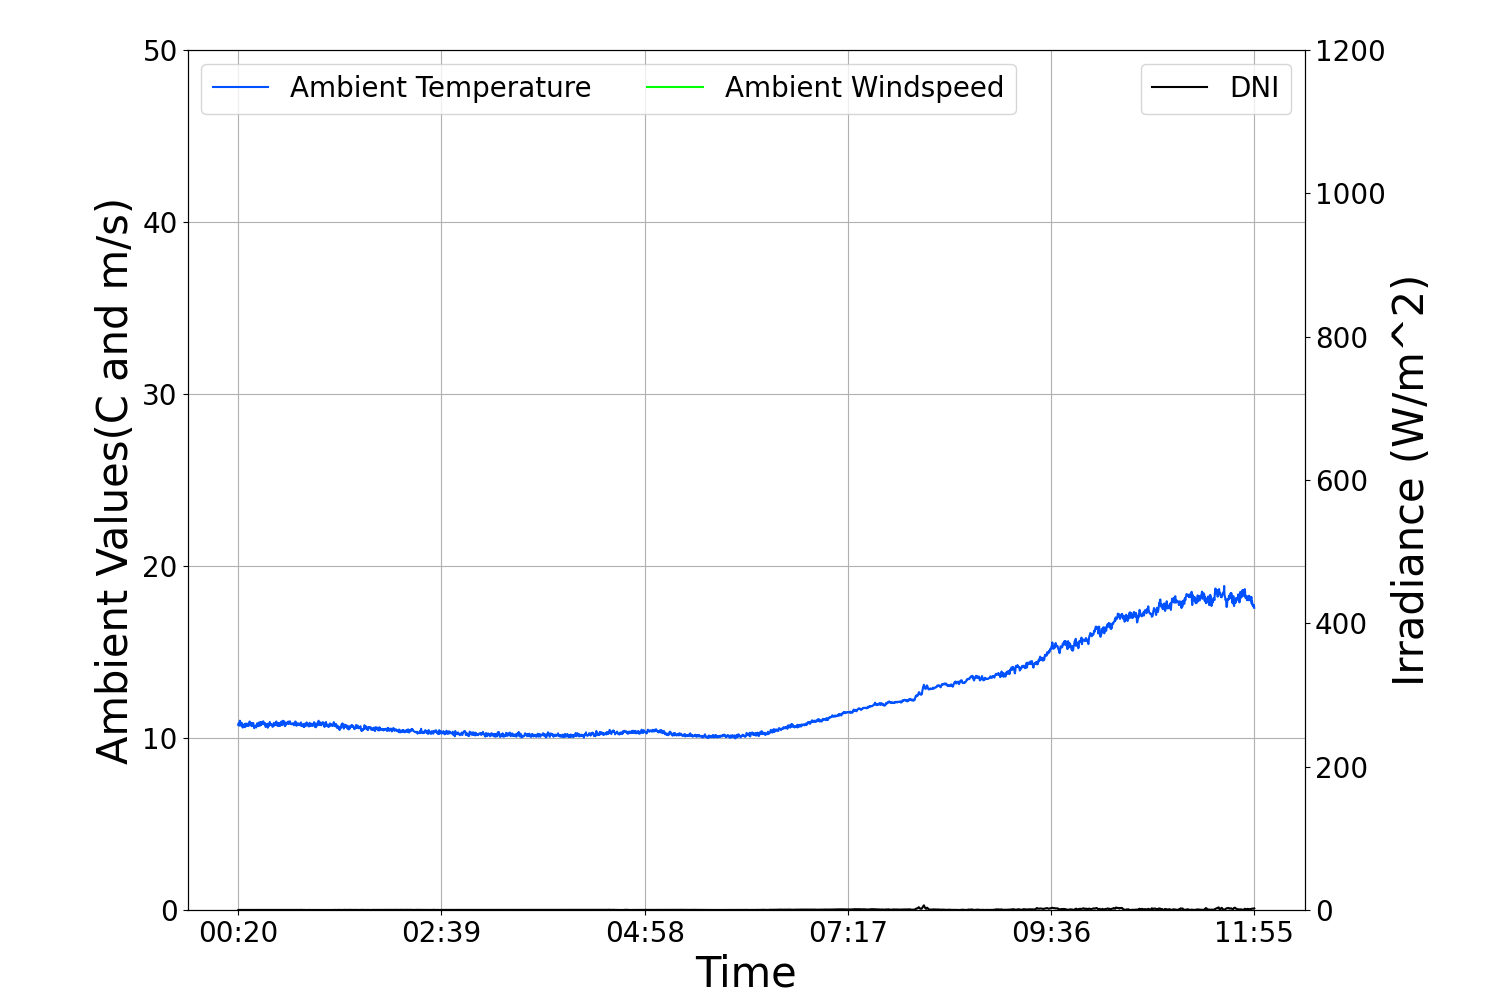 Ambient Temperature
Ambient Windspeed
DNI
50
40
30
20
10
0
Ambient Values(C and m/s)
1200
1000
800
600
400
200
0
Irradiance (W/m^2)
00:20 02:39 04:58 07:17 09:36 11:55
Time